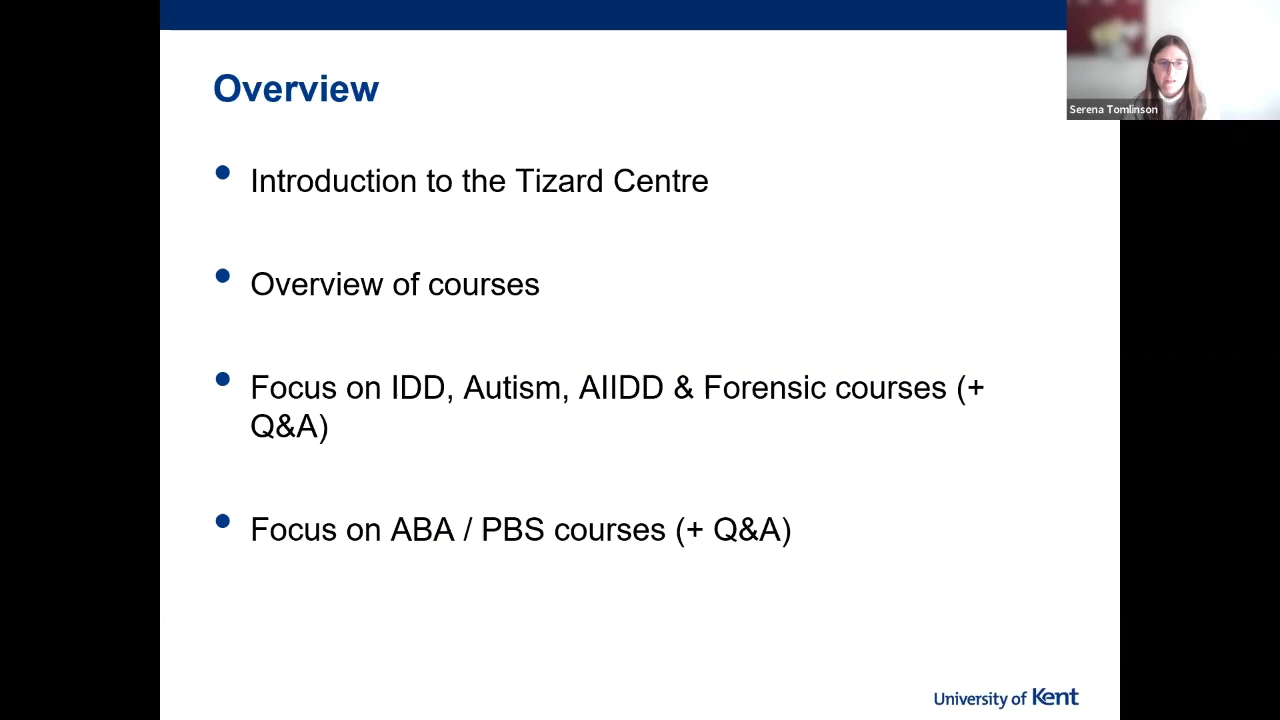 Overview
Serena Tomlinson
Introduction to the Tizard Centre
Overview of courses
Focus on IDD, Autism, AIIDD & Forensic courses (+
Q&A)
Focus on ABA / PBS courses (+ Q&A)
University of Kent